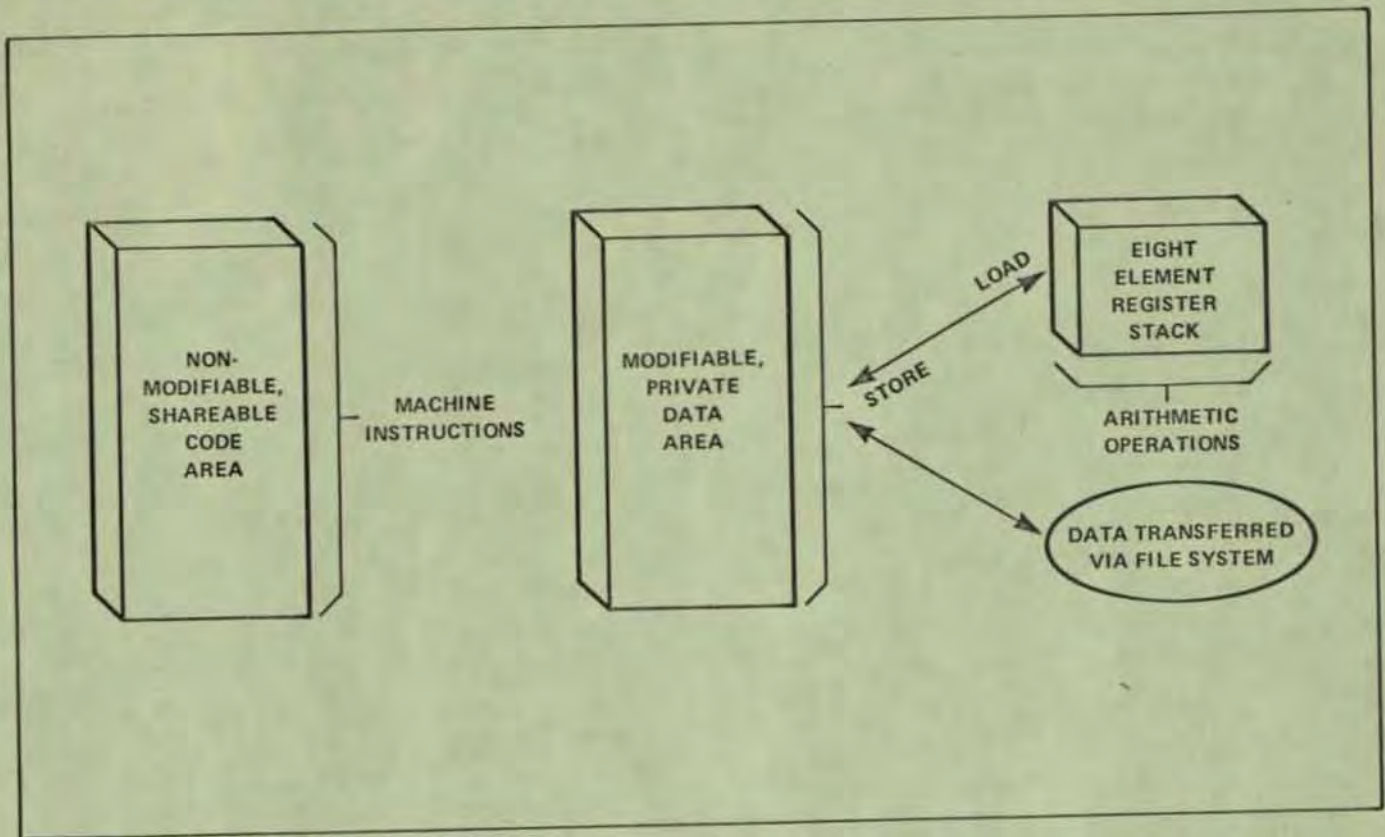 NON-
MODIFIABLE,
SHAREABLE
CODE
AREA
MACHINE
INSTRUCTIONS
MODIFIABLE,
PRIVATE
DATA
AREA
LOAD
STORE
EIGHT
ELEMENT
REGISTER
STACK
ARITHMETIC
OPERATIONS
DATA TRANSFERRED
VIA FILE SYSTEM